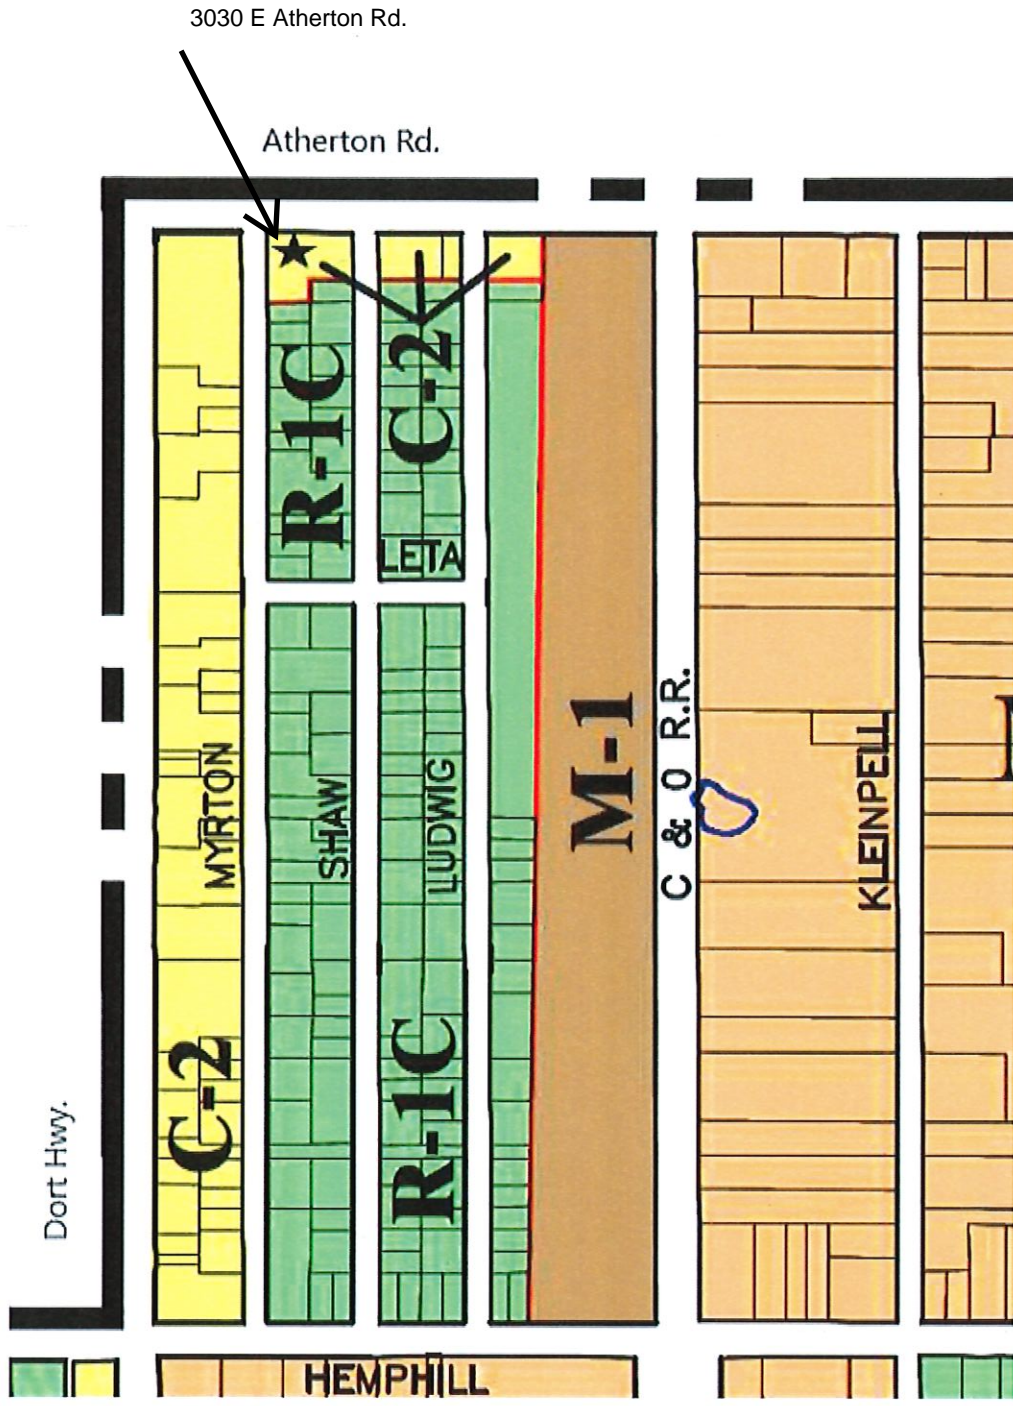 3030 E Atherton Rd.
Atherton Rd.
R-1C
C-2
LETA
M-1
C & O R.R.
MYRTON
SHAW
LUDWIG
KLEINPELL
C-2
R-1C
Dort Hwy.
HEMPHILL